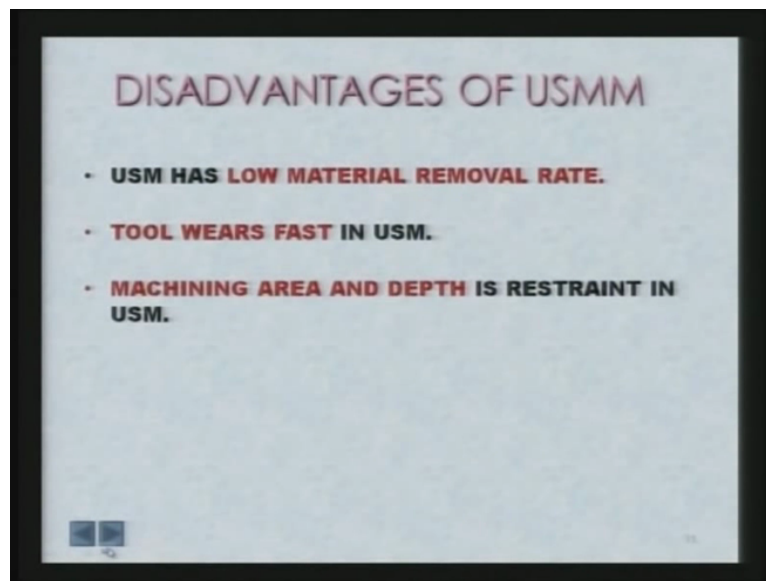 DISADVANTAGES OF USMM
• USM HAS LOW MATERIAL REMOVAL RATE.
• TOOL WEARS FAST IN USM.
• MACHINING AREA AND DEPTH IS RESTRAINT IN
USM.